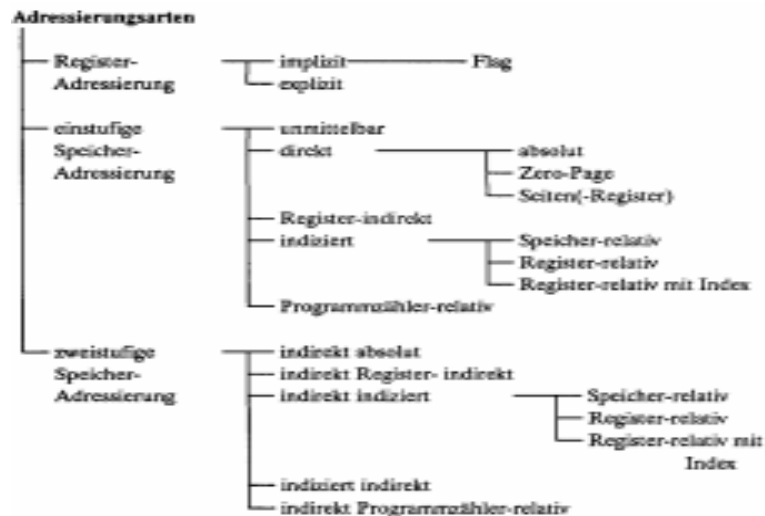 Adressierungsarten
Register- implizit Flag
Adressierung explizit
einstufige unmittelbar
Speicher- direkt absolut
Adressierung Zero-Page
Seiten(-Register)
Register-indirekt
indiziert Speicher-relativ
Register-relativ
Register-relativ mit Index
Programmzähler-relativ
zweistufige indirekt absolut
Speicher- indirekt Register- indirekt
Adressierung indirekt indiziert Speicher-relativ
Register-relativ
Register-relativ mit
Index
indiziert indirekt
indirekt Programmzähler-relativ